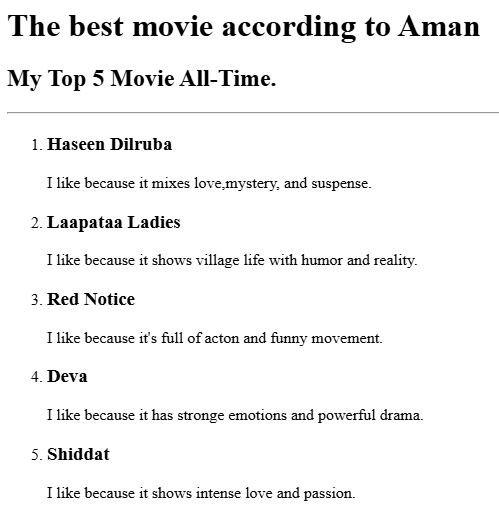 The best movie according to Aman
My Top 5 Movie All-Time.
1. Haseen Dilruba
I like because it mixes love,mystery, and suspense.
2. Laapataa Ladies
I like because it shows village life with humor and reality.
3. Red Notice
I like because it's full of acton and funny movement.
4. Deva
I like because it has stronge emotions and powerful drama.
5. Shiddat
I like because it shows intense love and passion.